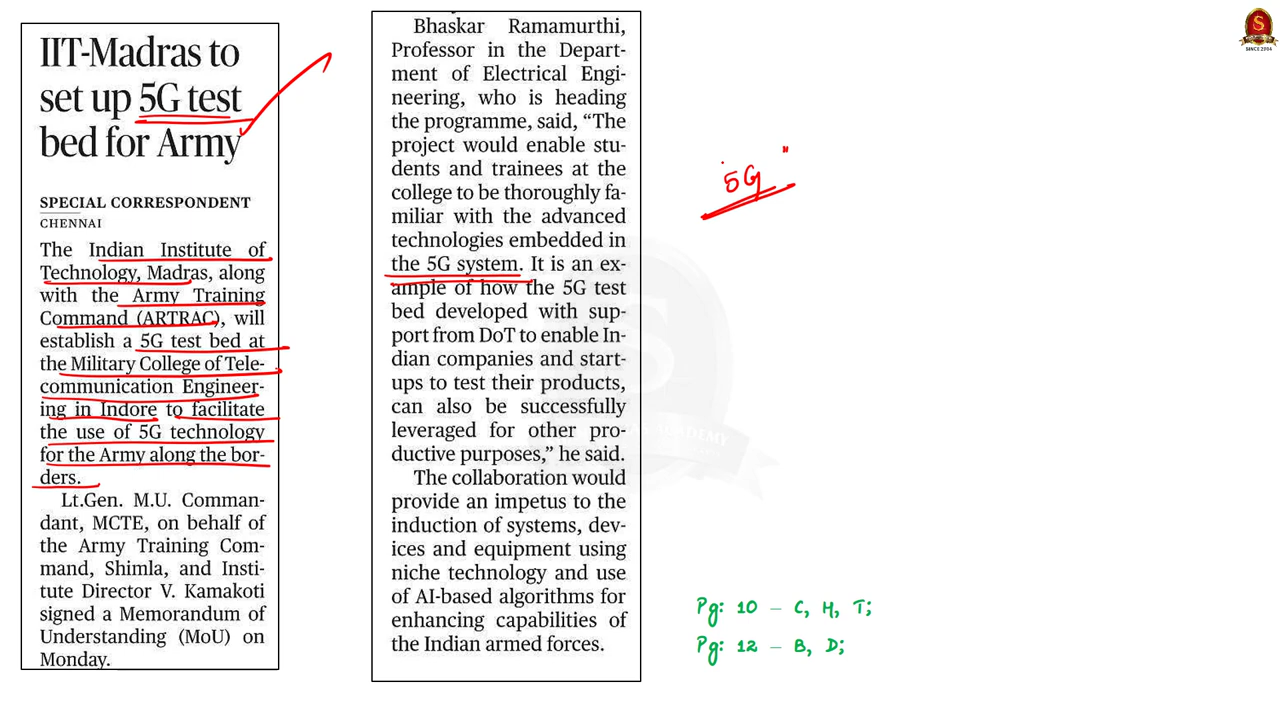 IIT-Madras to
set up 5G test
bed for Army
SPECIAL CORRESPONDENT
CHENNAI
The Indian Institute of
Technology, Madras, along
with the Army Training
Command (ARTRAC), will
establish a 5G test bed at
the Military College of Tele-
communication Engineer-
ing in Indore to facilitate
the use of 5G technology
for the Army along the bor-
ders.
Lt.Gen. M.U. Comman-
dant, MCTE, on behalf of
the Army Training Com-
mand, Shimla, and Insti-
tute Director V. Kamakoti
signed a Memorandum of
Understanding (MoU) on
Monday.
Bhaskar Ramamurthi,
Professor in the Depart-
ment of Electrical Engi-
neering, who is heading
the programme, said, “The
project would enable stu-
dents and trainees at the
college to be thoroughly fa-
miliar with the advanced
technologies embedded in
the 5G system. It is an ex-
ample of how the 5G test
bed developed with sup-
port from DoT to enable In-
dian companies and start-
ups to test their products,
can also be successfully
leveraged for other pro-
ductive purposes,” he said.
The collaboration would
provide an impetus to the
induction of systems, dev-
ices and equipment using
niche technology and use
of AI-based algorithms for
enhancing capabilities of
the Indian armed forces.
5G "
Pg: 10 – C, H, T;
Pg: 12 – B, D;
S
SINCE 2004